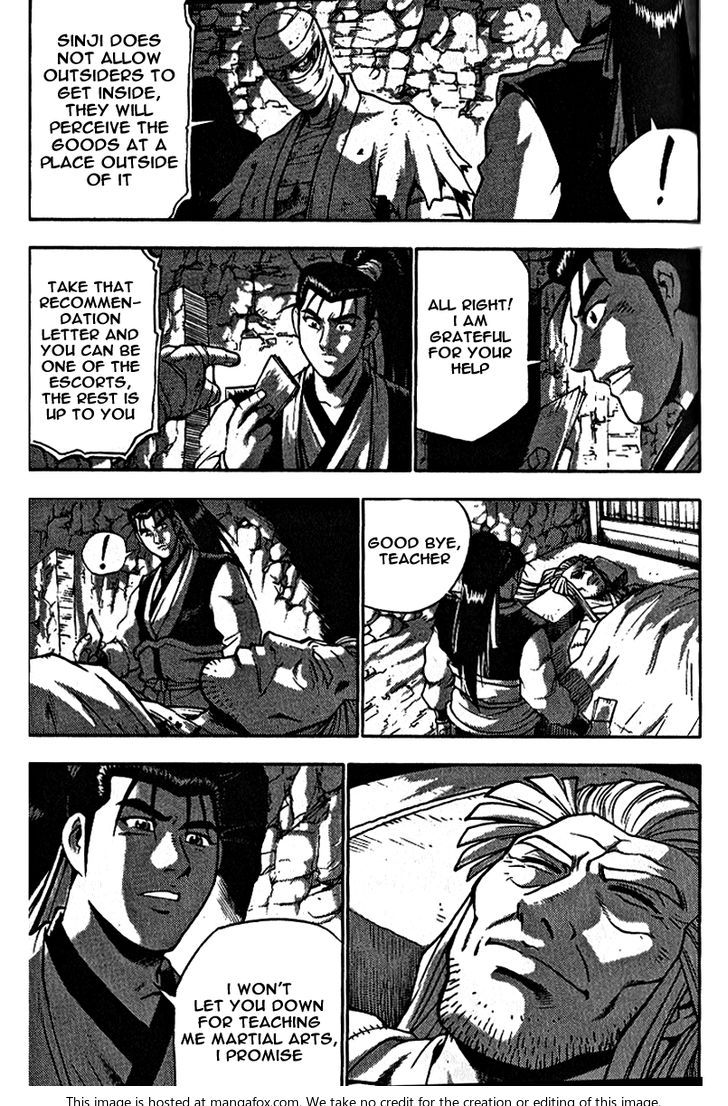 SINJI DOES
NOT ALLOW
OUTSIDERS TO
GET INSIDE,
THEY WILL
PERCEIVE THE
GOODS AT A
PLACE OUTSIDE
OF IT
!
TAKE THAT
RECOMMEN-
DATION
LETTER AND
YOU CAN BE
ONE OF THE
ESCORTS,
THE REST IS
UP TO YOU
ALL RIGHT!
I AM
GRATEFUL
FOR YOUR
HELP
!
GOOD BYE,
TEACHER
I WON'T
LET YOU DOWN
FOR TEACHING
ME MARTIAL ARTS,
I PROMISE
This image is hosted at mangafox.com. We take no credit for the creation or editing of this image.